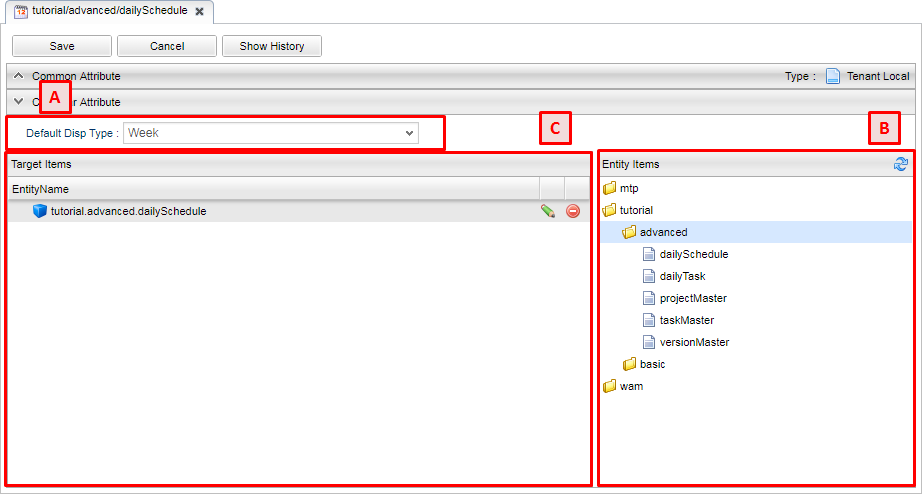 tutorial/advanced/dailySchedule
Save Cancel Show History
Common Attribute Type : Tenant Local
A
Attribute
Default Disp Type : Week
C
B
Target Items
EntityName
tutorial.advanced.dailySchedule
Entity Items
mtp
tutorial
advanced
dailySchedule
dailyTask
projectMaster
taskMaster
versionMaster
basic
wam